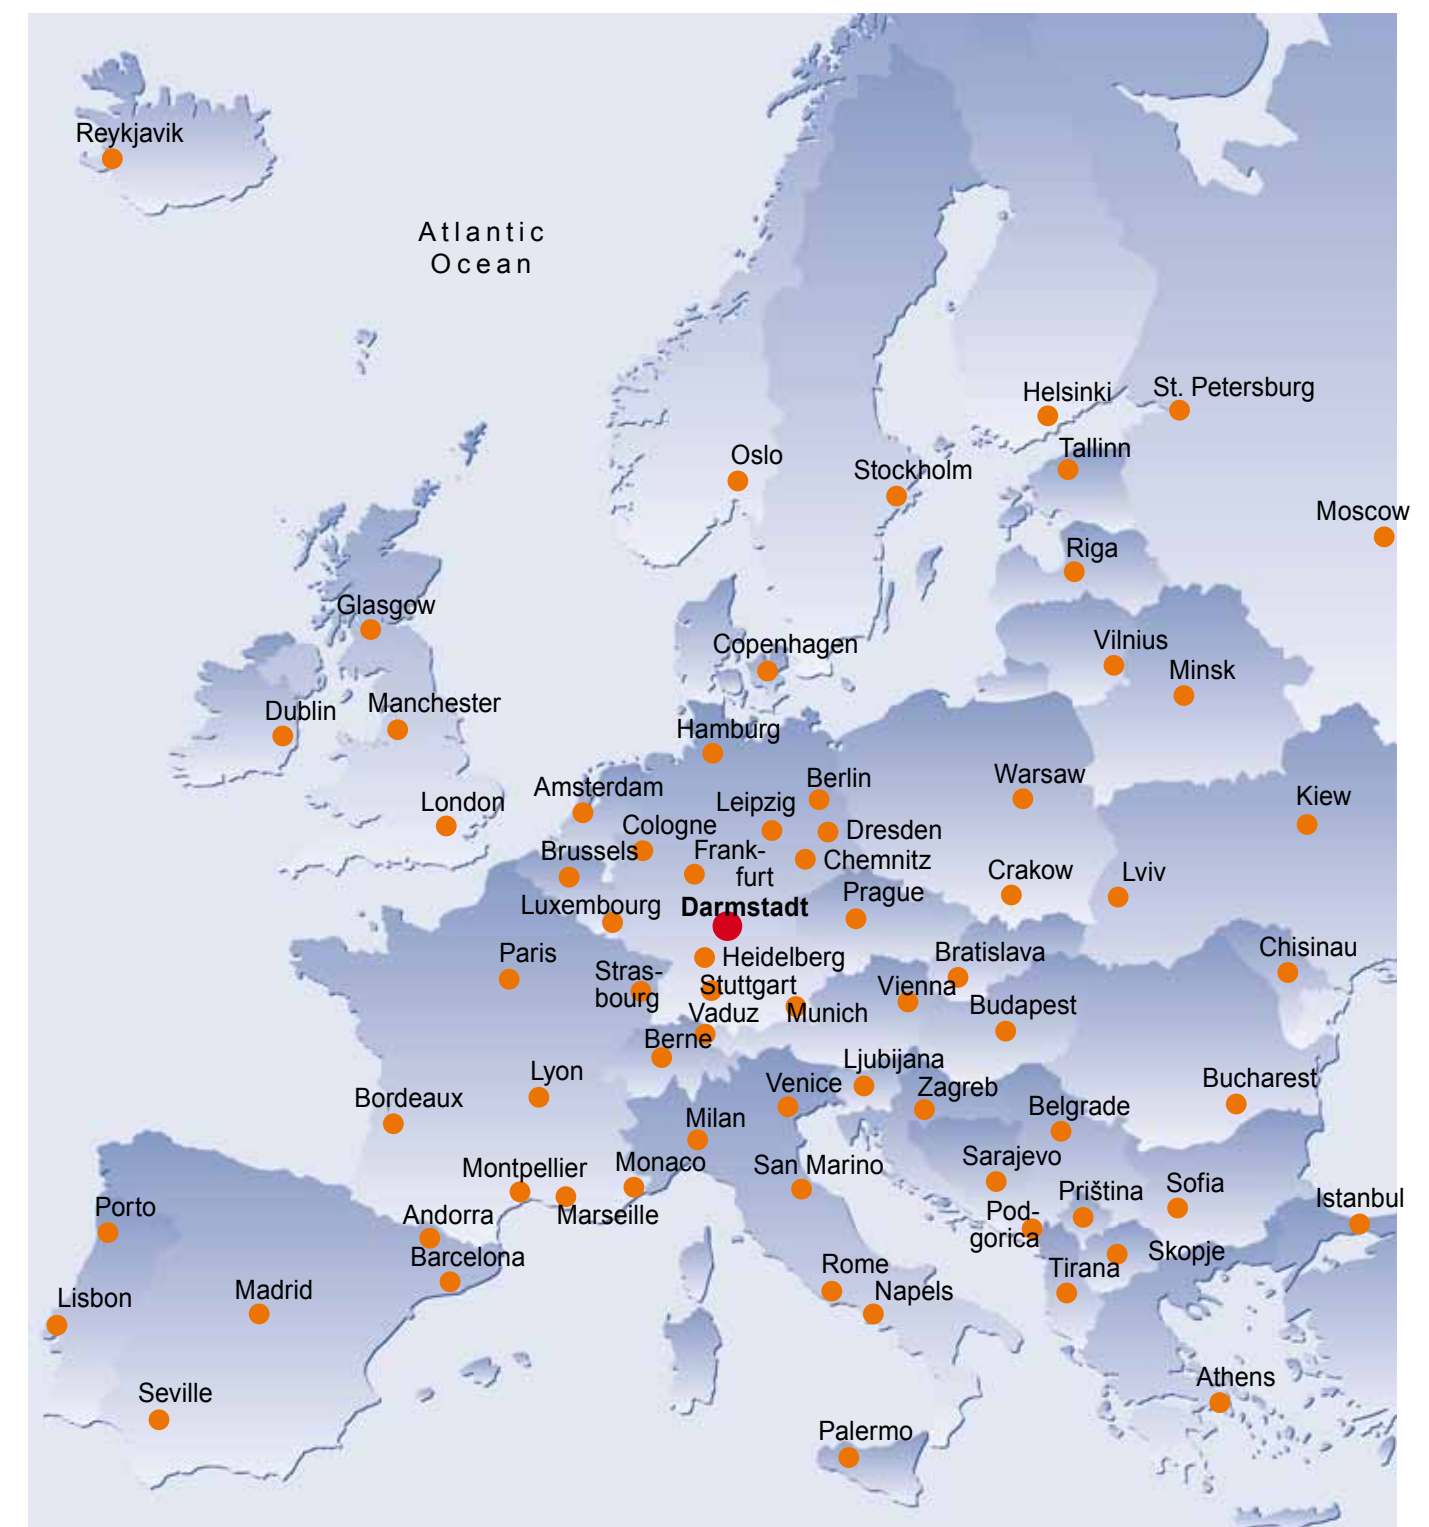 Reykjavik
Atlantic
Ocean
Helsinki
St. Petersburg
Oslo
Tallinn
Stockholm
Moscow
Riga
Glasgow
Copenhagen
Vilnius
Minsk
Dublin
Manchester
Hamburg
Amsterdam
Berlin
Warsaw
Kiew
London
Leipzig
Cologne
Dresden
Brussels
Frank-
furt
Chemnitz
Crakow
Lviv
Prague
Luxembourg
Darmstadt
Paris
Heidelberg
Bratislava
Chisinau
Stras-
bourg
Stuttgart
Vienna
Vaduz
Munich
Budapest
Berne
Ljubijana
Lyon
Venice
Zagreb
Bucharest
Bordeaux
Belgrade
Milan
Montpellier
Monaco
San Marino
Sarajevo
Priština
Sofia
Istanbul
Porto
Andorra
Marseille
Pod-
gorica
Barcelona
Skopje
Rome
Tirana
Lisbon
Madrid
Napels
Seville
Athens
Palermo